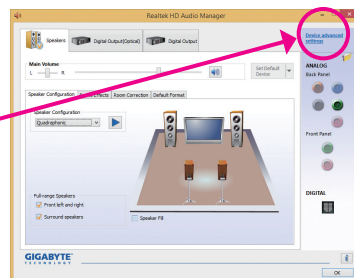 Realtek HD Audio Manager
Speakers
Digital Output(Optical)
Digital Output
Device advanced settings
Main Volume
L
R
Set Default Device
ANALOG
Back Panel
Speaker Configuration
Room Correction
Default Format
Speaker Configuration
Quadraphonic
Front Panel
Full-range Speakers
Front left and right
Surround speakers
Speaker Fill
DIGITAL
GIGABYTE
TECHNOLOGY
OK